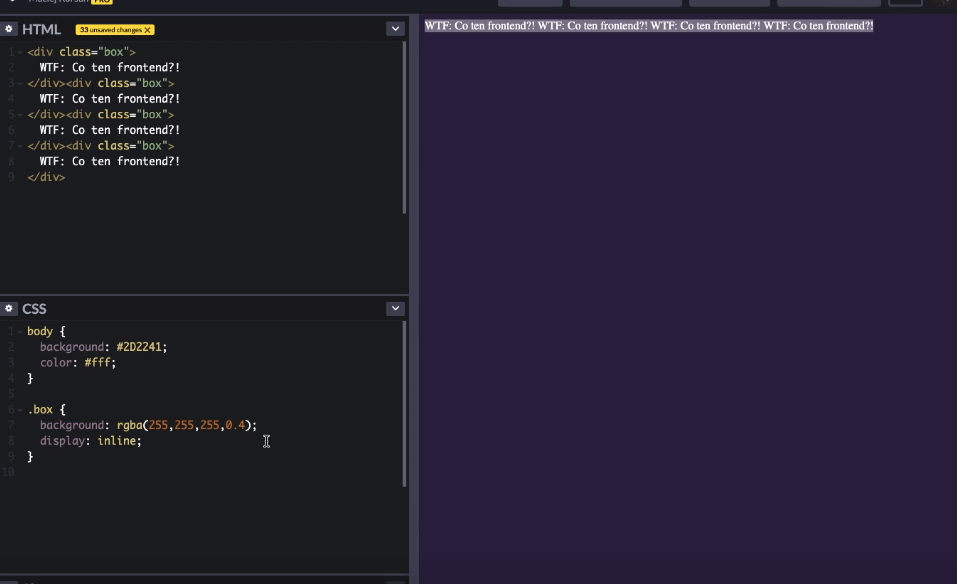 PRO
HTML 33 unsaved changes X
1 <div class="box">
2 WTF: Co ten frontend?!
3 </div><div class="box">
4 WTF: Co ten frontend?!
5 </div><div class="box">
6 WTF: Co ten frontend?!
7 </div><div class="box">
8 WTF: Co ten frontend?!
9 </div>
CSS
1 body {
2 background: #2D2241;
3 color: #fff;
4 }
5
6 .box {
7 background: rgba(255,255,255,0.4);
8 display: inline;
9 }
10
WTF: Co ten frontend?! WTF: Co ten frontend?! WTF: Co ten frontend?! WTF: Co ten frontend?!